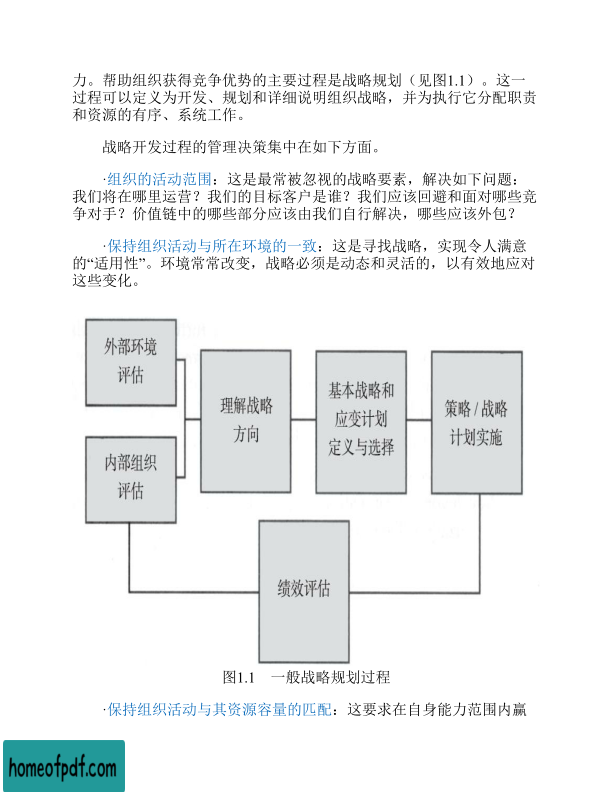 力。帮助组织获得竞争优势的主要过程是战略规划（见图1.1）。这一
过程可以定义为开发、规划和详细说明组织战略，并为执行它分配职责
和资源的有序、系统工作。
战略开发过程的管理决策集中在如下方面。
·组织的活动范围：这是最常被忽视的战略要素，解决如下问题：
我们将在哪里运营？我们的目标客户是谁？我们应该回避和面对哪些竞
争对手？价值链中的哪些部分应该由我们自行解决，哪些应该外包？
·保持组织活动与所在环境的一致：这是寻找战略，实现令人满意
的“适用性”。环境常常改变，战略必须是动态和灵活的，以有效地应对
这些变化。
外部环境
评估
内部组织
评估
理解战略
方向
基本战略和
应变计划
定义与选择
策略 / 战略
计划实施
绩效评估
图1.1　一般战略规划过程
·保持组织活动与其资源容量的匹配：这要求在自身能力范围内赢
homeofpdf.com